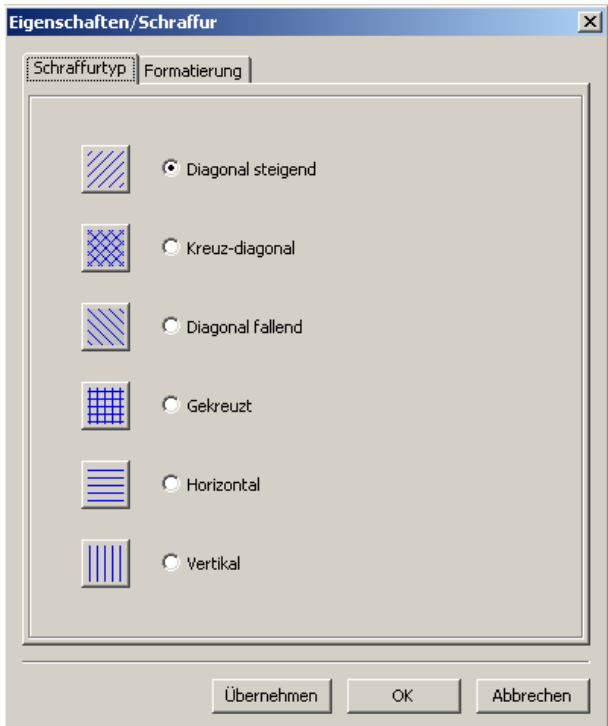 Eigenschaften/Schraffur
Schraffurtyp Formatierung
Diagonal steigend
Kreuz-diagonal
Diagonal fallend
Gekreuzt
Horizontal
Vertikal
Übernehmen OK Abbrechen